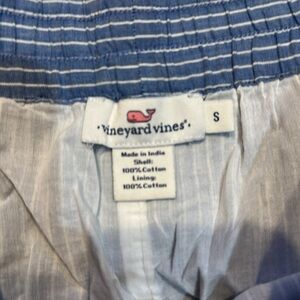 vineyard vines®
S
Made in India
Shell:
100% Cotton
Lining:
100% Cotton